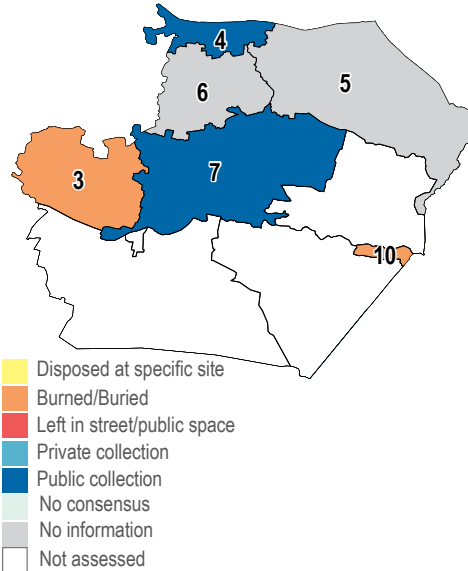 4
5
6
7
3
10
Disposed at specific site
Burned/Buried
Left in street/public space
Private collection
Public collection
No consensus
No information
Not assessed